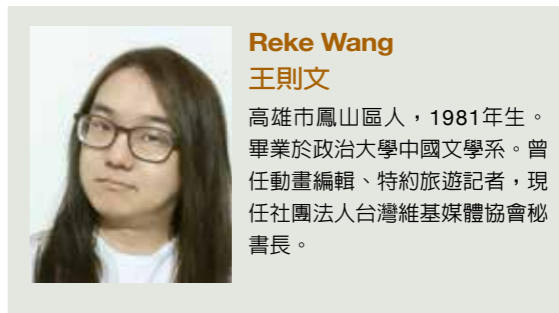 Reke Wang
王則文
高雄市鳳山區人，1981年生。
畢業於政治大學中國文學系。曾
任動畫編輯、特約旅遊記者，現
任社團法人台灣維基媒體協會秘
書長。